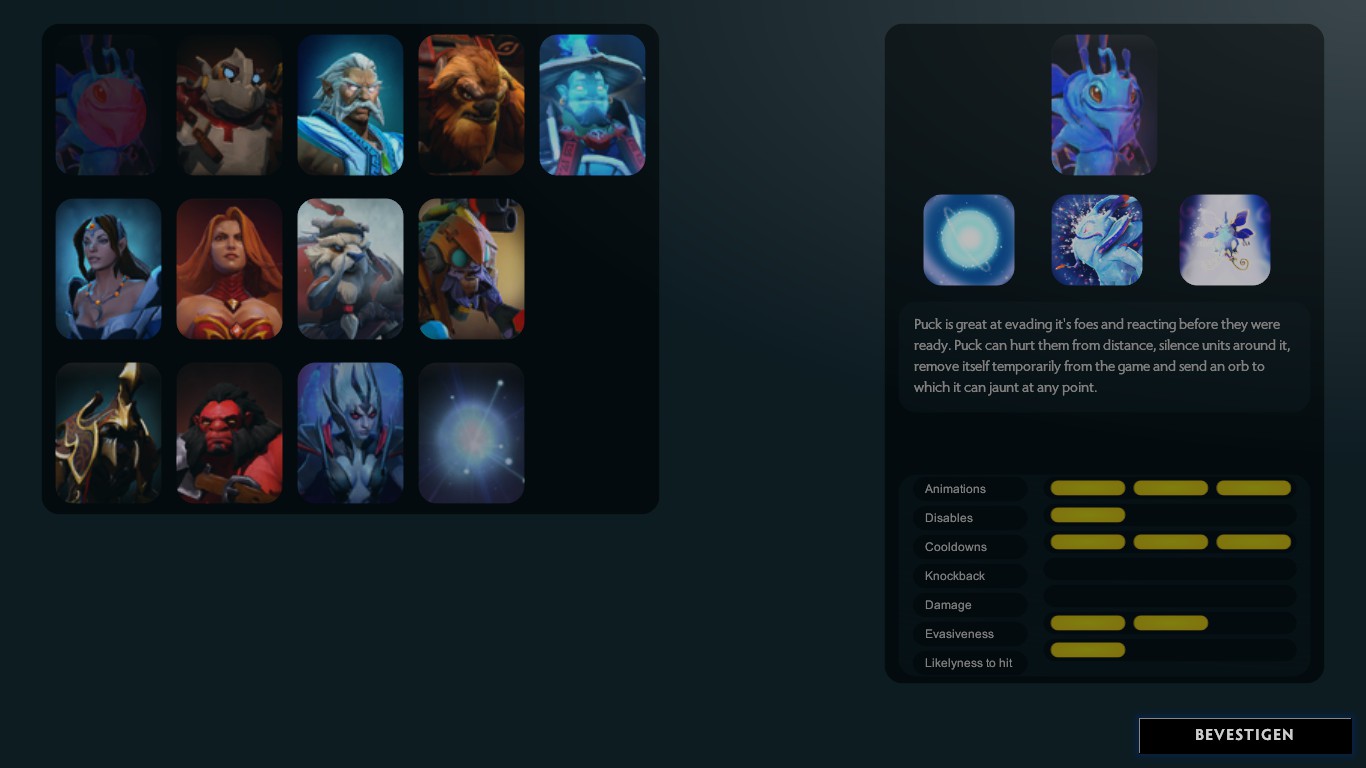 Puck is great at evading it's foes and reacting before they were
ready. Puck can hurt them from distance, silence units around it,
remove itself temporarily from the game and send an orb to
which it can jaunt at any point.
Animations
Disables
Cooldowns
Knockback
Damage
Evasiveness
Likelyness to hit
BEVESTIGEN